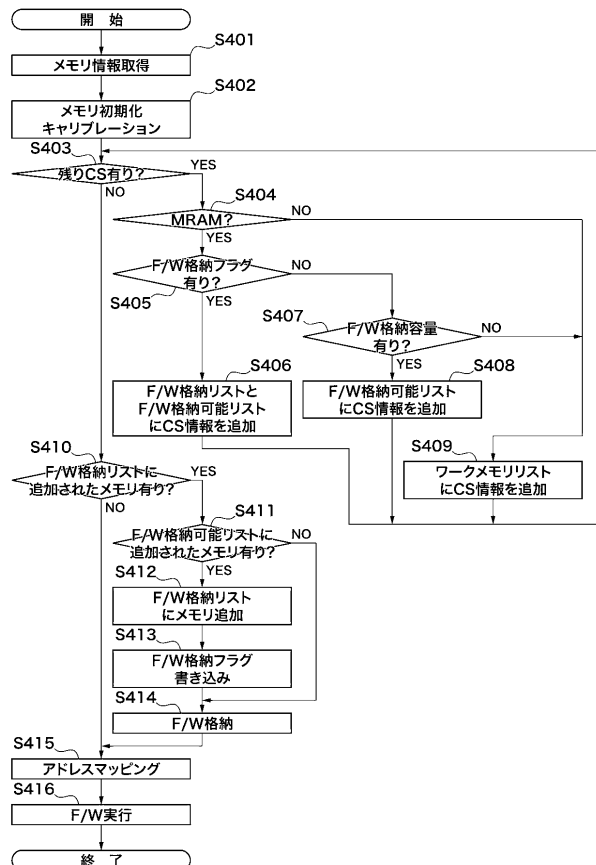 開 始
S401
メモリ情報取得
S402
メモリ初期化
キャリブレーション
S403
残りCS有り?
YES
NO
S404
MRAM?
NO
YES
F/W格納フラグ
有り?
NO
S405
YES
S407
F/W格納容量
有り?
NO
YES
S406
F/W格納リストと
F/W格納可能リスト
にCS情報を追加
S408
F/W格納可能リスト
にCS情報を追加
S409
ワークメモリリスト
にCS情報を追加
S410
F/W格納リストに
追加されたメモリ有り?
YES
NO
S411
F/W格納可能リストに
追加されたメモリ有り?
NO
YES
S412
F/W格納リスト
にメモリ追加
S413
F/W格納フラグ
書き込み
S414
F/W格納
S415
アドレスマッピング
S416
F/W実行
終 了